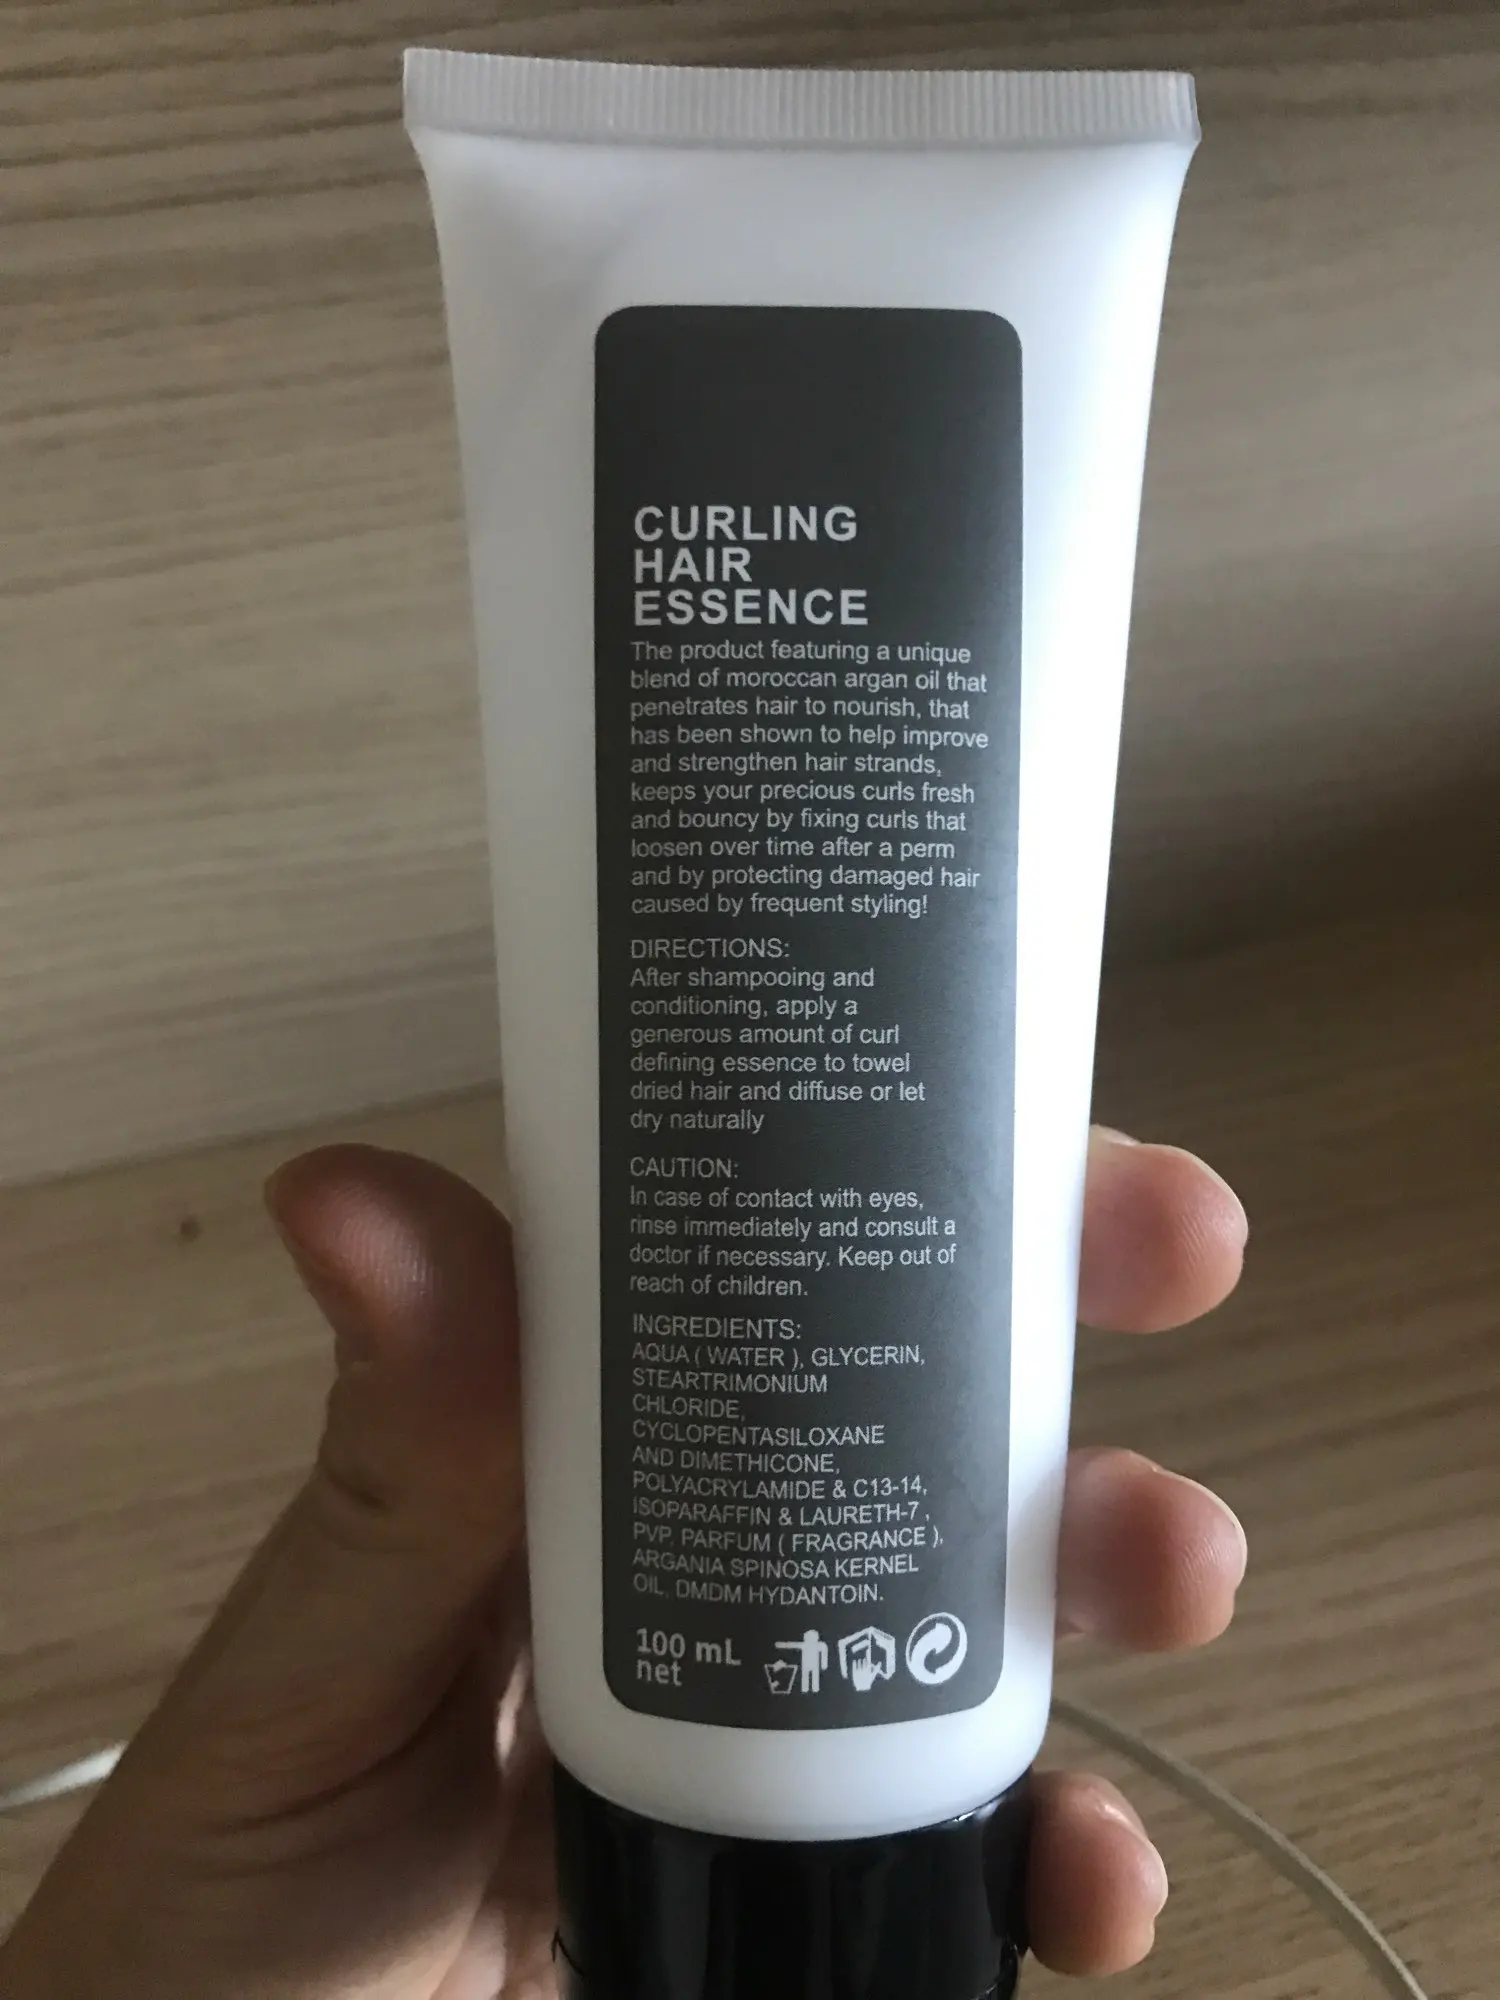 CURLING
HAIR
ESSENCE
The product featuring a unique
blend of moroccan argan oil that
penetrates hair to nourish, that
has been shown to help improve
and strengthen hair strands,
keeps your precious curls fresh
and bouncy by fixing curls that
loosen over time after a perm
and by protecting damaged hair
caused by frequent styling!
DIRECTIONS:
After shampooing and
conditioning, apply a
generous amount of curl
defining essence to towel
dried hair and diffuse or let
dry naturally
CAUTION:
In case of contact with eyes,
rinse immediately and consult a
doctor if necessary. Keep out of
reach of children.
INGREDIENTS:
AQUA ( WATER ), GLYCERIN,
STEARTRIMONIUM
CHLORIDE,
CYCLOPENTASILOXANE
AND DIMETHICONE,
POLYACRYLAMIDE & C13-14,
ISOPARAFFIN & LAURETH-7 ,
PVP, PARFUM ( FRAGRANCE ),
ARGANIA SPINOSA KERNEL
OIL, DMDM HYDANTOIN.
100 mL
net